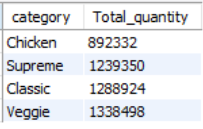 category Total_quantity
Chicken 892332
Supreme 1239350
Classic 1288924
Veggie 1338498